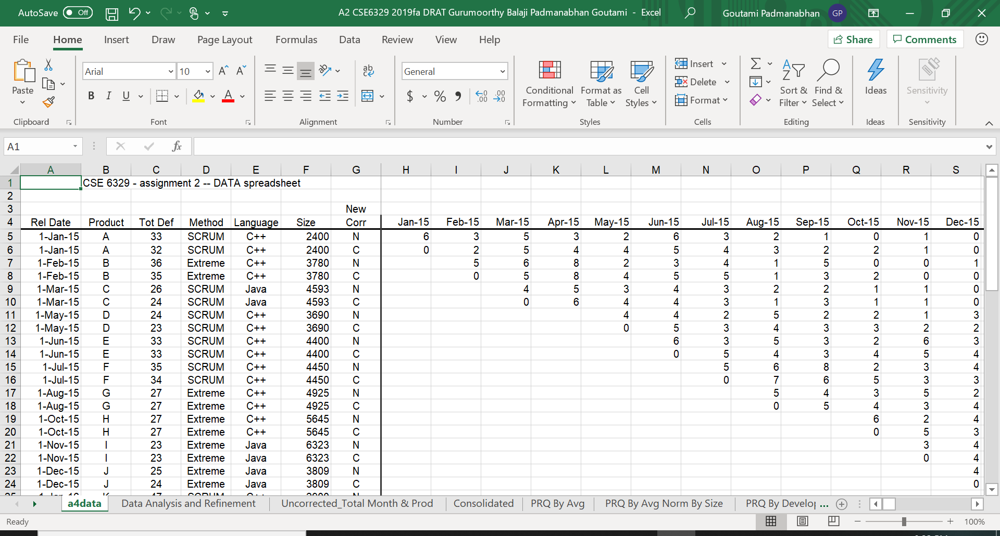 AutoSave Off A2 CSE6329 2019fa DRAT Gurumoorthy Balaji Padmanabhan Goutami - Excel Goutami Padmanabhan GP
File Home Insert Draw Page Layout Formulas Data Review View Help Share Comments
Paste
Clipboard
Arial 10
B I U
Font
ab
Alignment
General
$ % 9
Number
Conditional Formatting
Format as Table
Cell Styles
Styles
Insert
Delete
Format
Cells
Sort & Filter
Find & Select
Editing
Ideas
Ideas
Sensitivity
Sensitivity
A1 fx
A B C D E F G H I J K L M N O P Q R S
1 CSE 6329 - assignment 2 -- DATA spreadsheet
2
3 New
4 Rel Date Product Tot Def Method Language Size Corr Jan-15 Feb-15 Mar-15 Apr-15 May-15 Jun-15 Jul-15 Aug-15 Sep-15 Oct-15 Nov-15 Dec-15
5 1-Jan-15 A 33 SCRUM C++ 2400 N 6 3 5 3 2 6 3 2 1 0 1 0
6 1-Jan-15 A 32 SCRUM C++ 2400 C 0 2 5 4 4 5 4 3 2 2 1 0
7 1-Feb-15 B 36 Extreme C++ 3780 N 5 6 8 2 3 4 1 5 0 0 1
8 1-Feb-15 B 35 Extreme C++ 3780 C 0 5 8 4 5 5 1 3 2 0 0
9 1-Mar-15 C 26 SCRUM Java 4593 N 4 5 3 4 3 2 2 1 1 0
10 1-Mar-15 C 24 SCRUM Java 4593 C 0 6 4 4 3 1 3 1 1 0
11 1-May-15 D 24 SCRUM C++ 3690 N 4 4 2 5 2 2 1 3
12 1-May-15 D 23 SCRUM C++ 3690 C 0 5 3 4 3 3 2 2
13 1-Jun-15 E 33 SCRUM C++ 4400 N 6 3 5 3 2 6 3
14 1-Jun-15 E 33 SCRUM C++ 4400 C 0 5 4 3 4 5 4
15 1-Jul-15 F 35 SCRUM C++ 4450 N 5 6 8 2 3 4
16 1-Jul-15 F 34 SCRUM C++ 4450 C 0 7 6 5 3 3
17 1-Aug-15 G 27 Extreme C++ 4925 N 5 4 3 5 2
18 1-Aug-15 G 27 Extreme C++ 4925 C 0 5 4 3 4
19 1-Oct-15 H 27 Extreme C++ 5645 N 6 2 4
20 1-Oct-15 H 27 Extreme C++ 5645 C 0 5 3
21 1-Nov-15 I 23 Extreme Java 6323 N 3 4
22 1-Nov-15 I 23 Extreme Java 6323 C 0 4
23 1-Dec-15 J 25 Extreme Java 3809 N 4
24 1-Dec-15 J 24 Extreme Java 3809 C 0
a4data Data Analysis and Refinement Uncorrected_Total Month & Prod Consolidated PRQ By Avg PRQ By Avg Norm By Size PRQ By Develop ...
Ready 100%